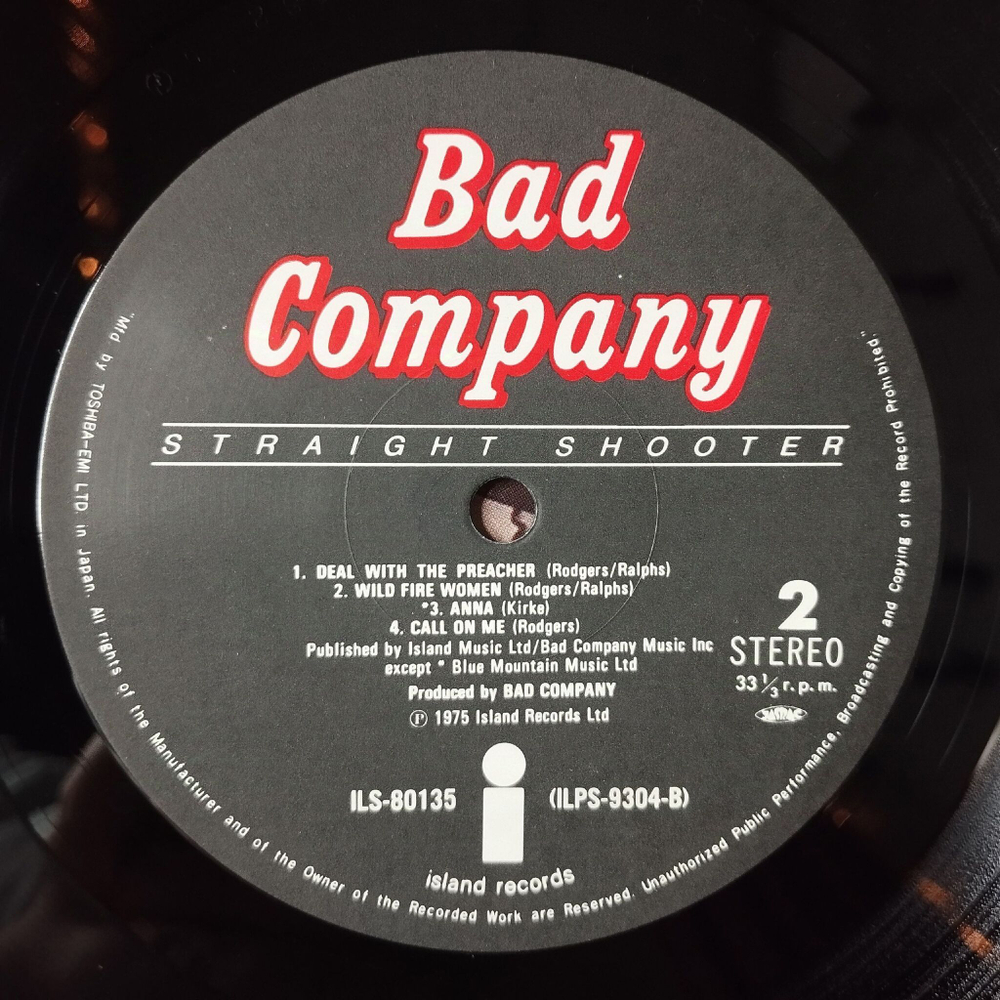 Bad
Company
STRAIGHT SHOOTER
1. DEAL WITH THE PREACHER (Rodgers/Ralphs)
2. WILD FIRE WOMEN (Rodgers/Ralphs)
*3. ANNA (Kirke)
4. CALL ON ME (Rodgers)
Published by Island Music Ltd/Bad Company Music Inc
except * Blue Mountain Music Ltd
Produced by BAD COMPANY
Ⓟ 1975 Island Records Ltd
2
STEREO
33 1/3 r.p.m.
JASRAC
ILS-80135
(ILPS-9304-B)
island records
"Mfd by TOSHIBA-EMI LTD. in Japan. All rights of the Manufacturer and of the Owner of the Recorded Work are Reserved. Unauthorized Public Performance, Broadcasting and Copying of the Record Prohibited."